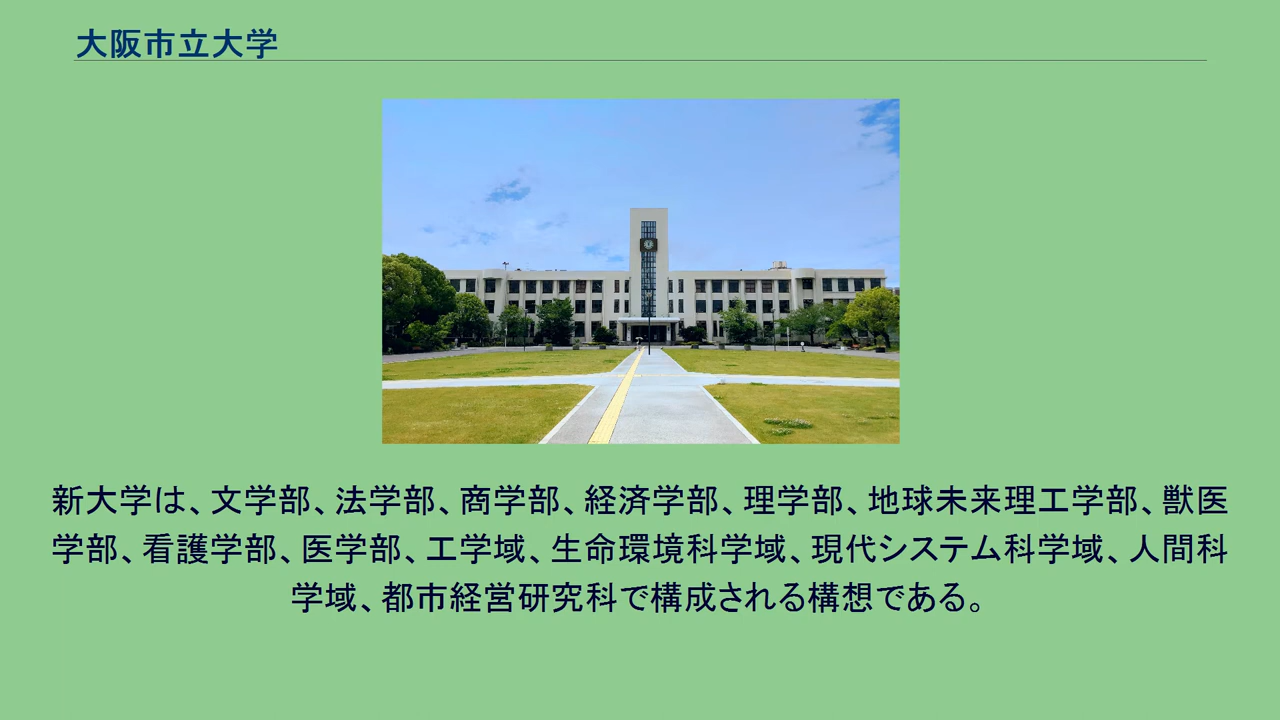 大阪市立大学
新大学は、文学部、法学部、商学部、経済学部、理学部、地球未来理工学部、獣医
学部、看護学部、医学部、工学域、生命環境科学域、現代システム科学域、人間科
学域、都市経営研究科で構成される構想である。